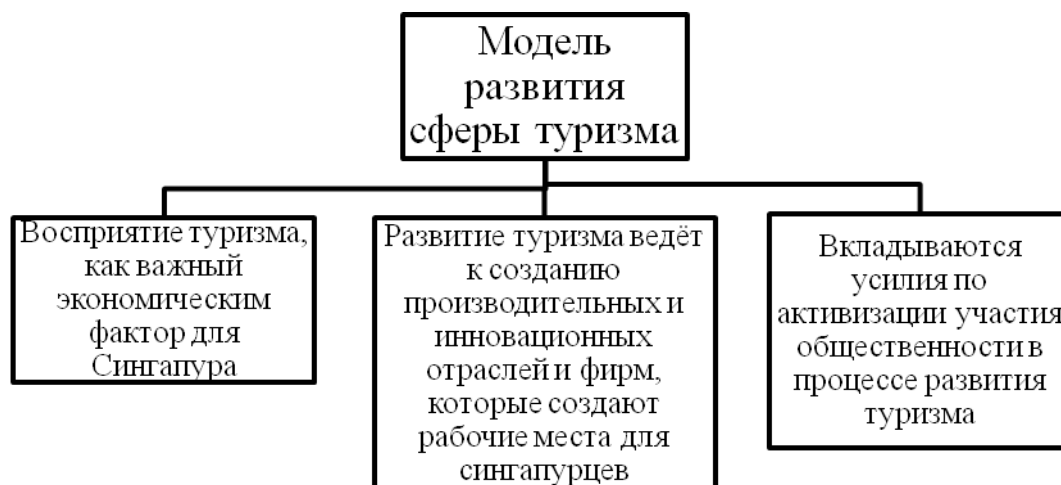 Модель
развития
сферы туризма
Восприятие туризма,
как важный
экономическим
фактор для
Сингапура
Развитие туризма ведёт
к созданию
производительных и
инновационных
отраслей и фирм,
которые создают
рабочие места для
сингапурцев
Вкладываются
усилия по
активизации участия
общественности в
процессе развития
туризма